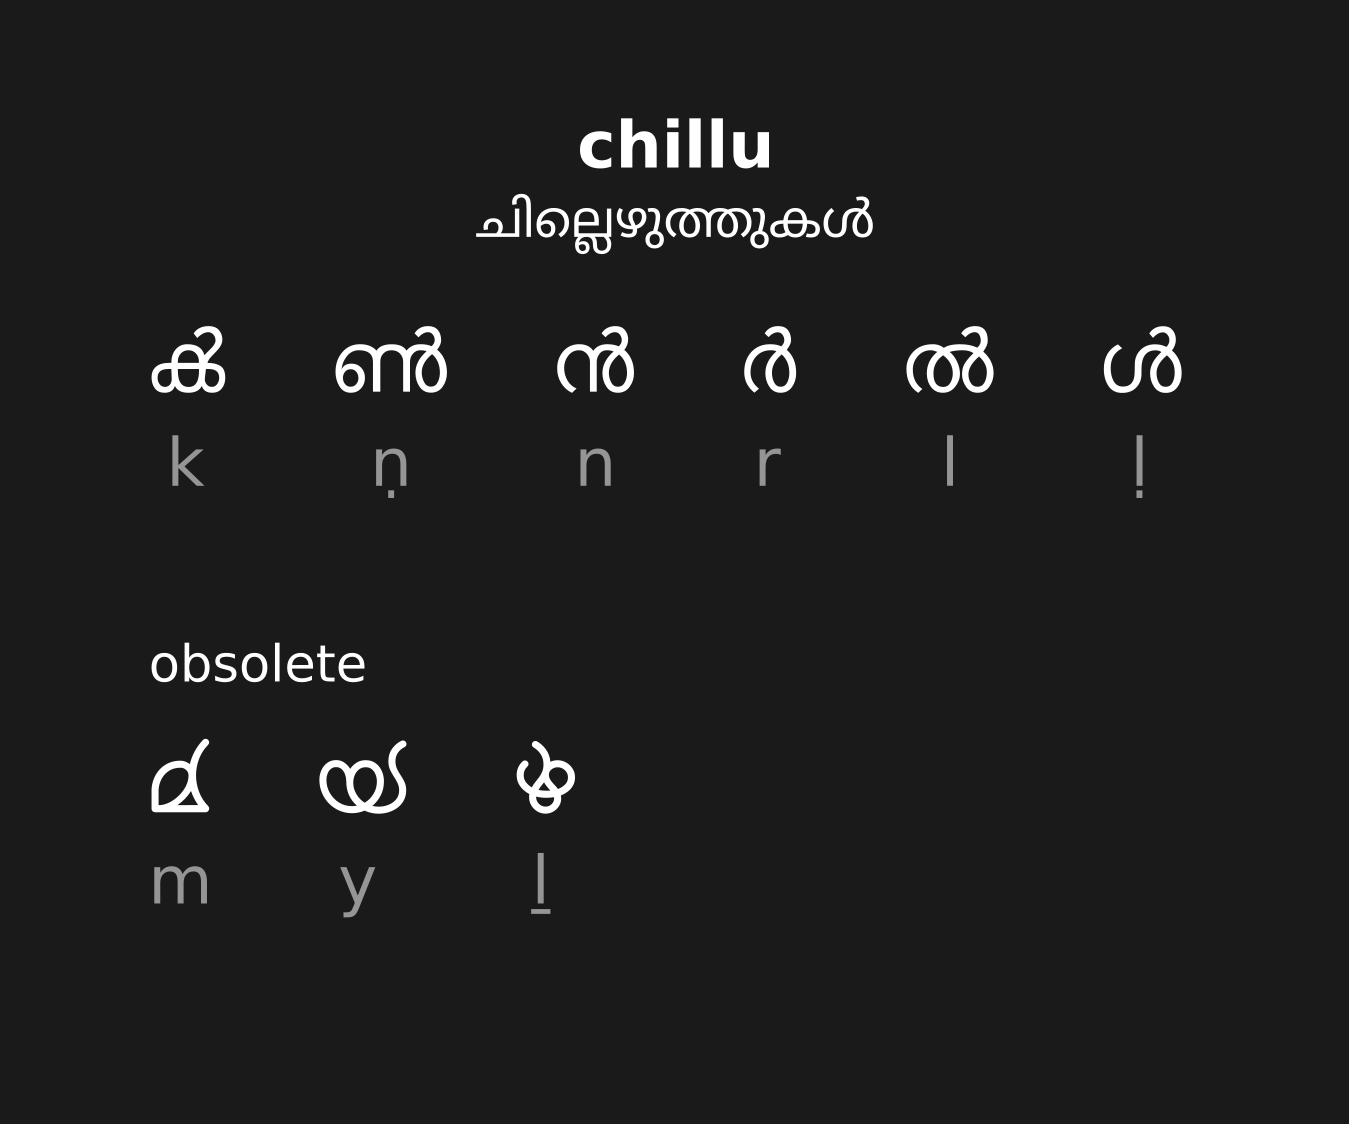 chillu
ചില്ലെഴുത്തുകൾ
ൿ ൺ ൻ ർ ൽ ൾ
k ṇ n r l ḷ
obsolete
ൔ ൕ ൖ
m y ḻ